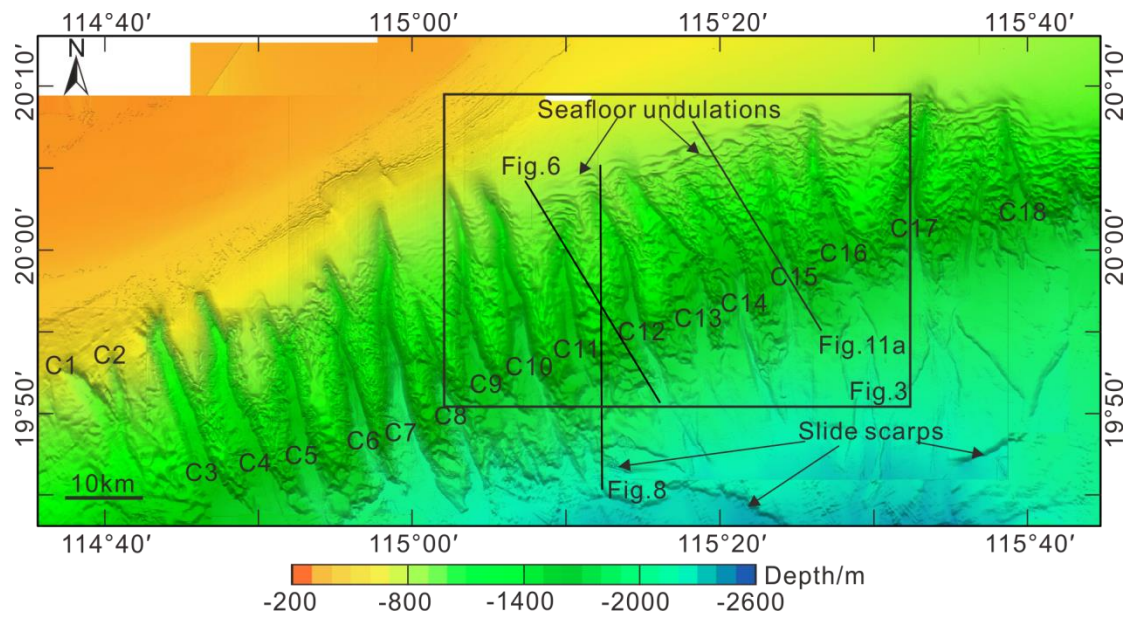 114°40′ 115°00′ 115°20′ 115°40′
N
20°10′ 20°10′
Seafloor undulations
Fig.6
C18
C17
20°00′ 20°00′
C16
C15
C14
C13
C12
C11
Fig.11a
C1 C2
C10
C9
Fig.3
19°50′ 19°50′
C8
C7
C6
Slide scarps
C5
C4
C3
10km
Fig.8
114°40′ 115°00′ 115°20′ 115°40′
Depth/m
-200 -800 -1400 -2000 -2600